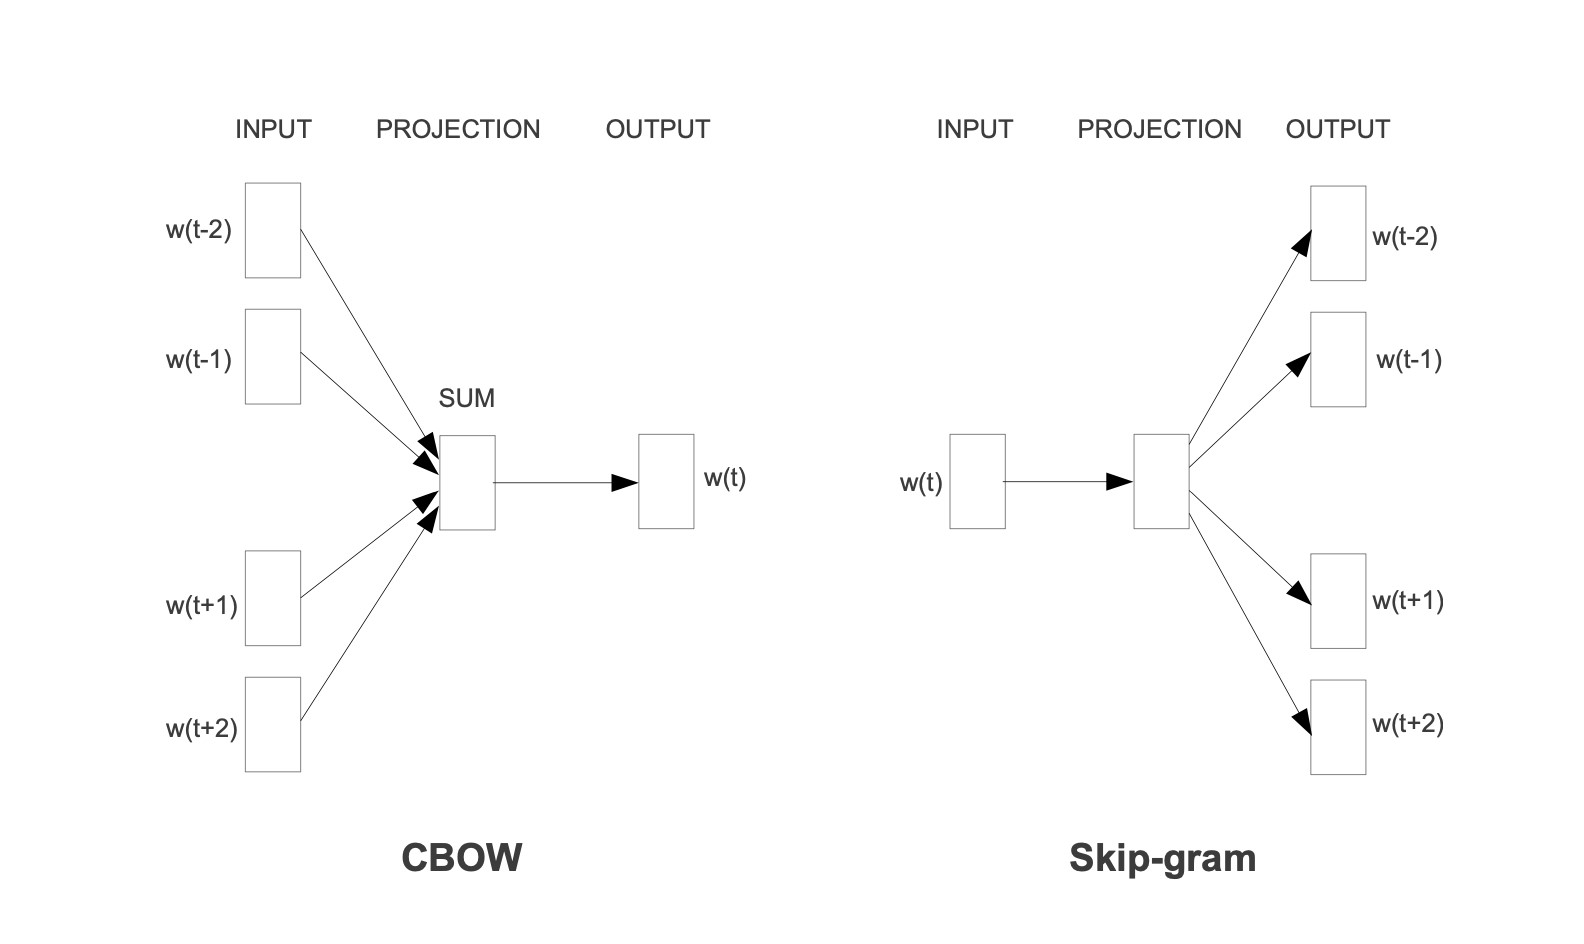 INPUT PROJECTION OUTPUT
w(t-2)
w(t-1)
SUM
w(t)
w(t+1)
w(t+2)
CBOW
INPUT PROJECTION OUTPUT
w(t-2)
w(t-1)
w(t)
w(t+1)
w(t+2)
Skip-gram